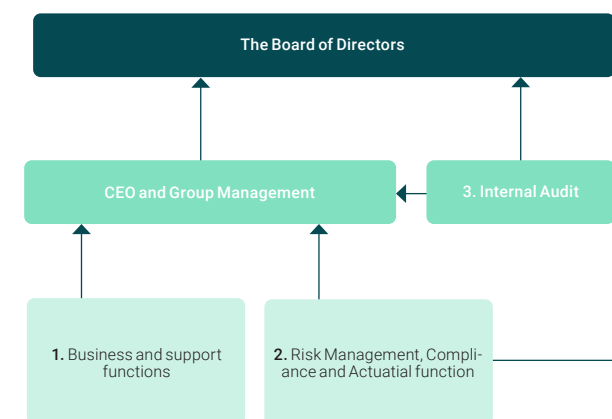 The Board of Directors
CEO and Group Management
3. Internal Audit
1. Business and support
functions
2. Risk Management, Compli-
ance and Actuatial function